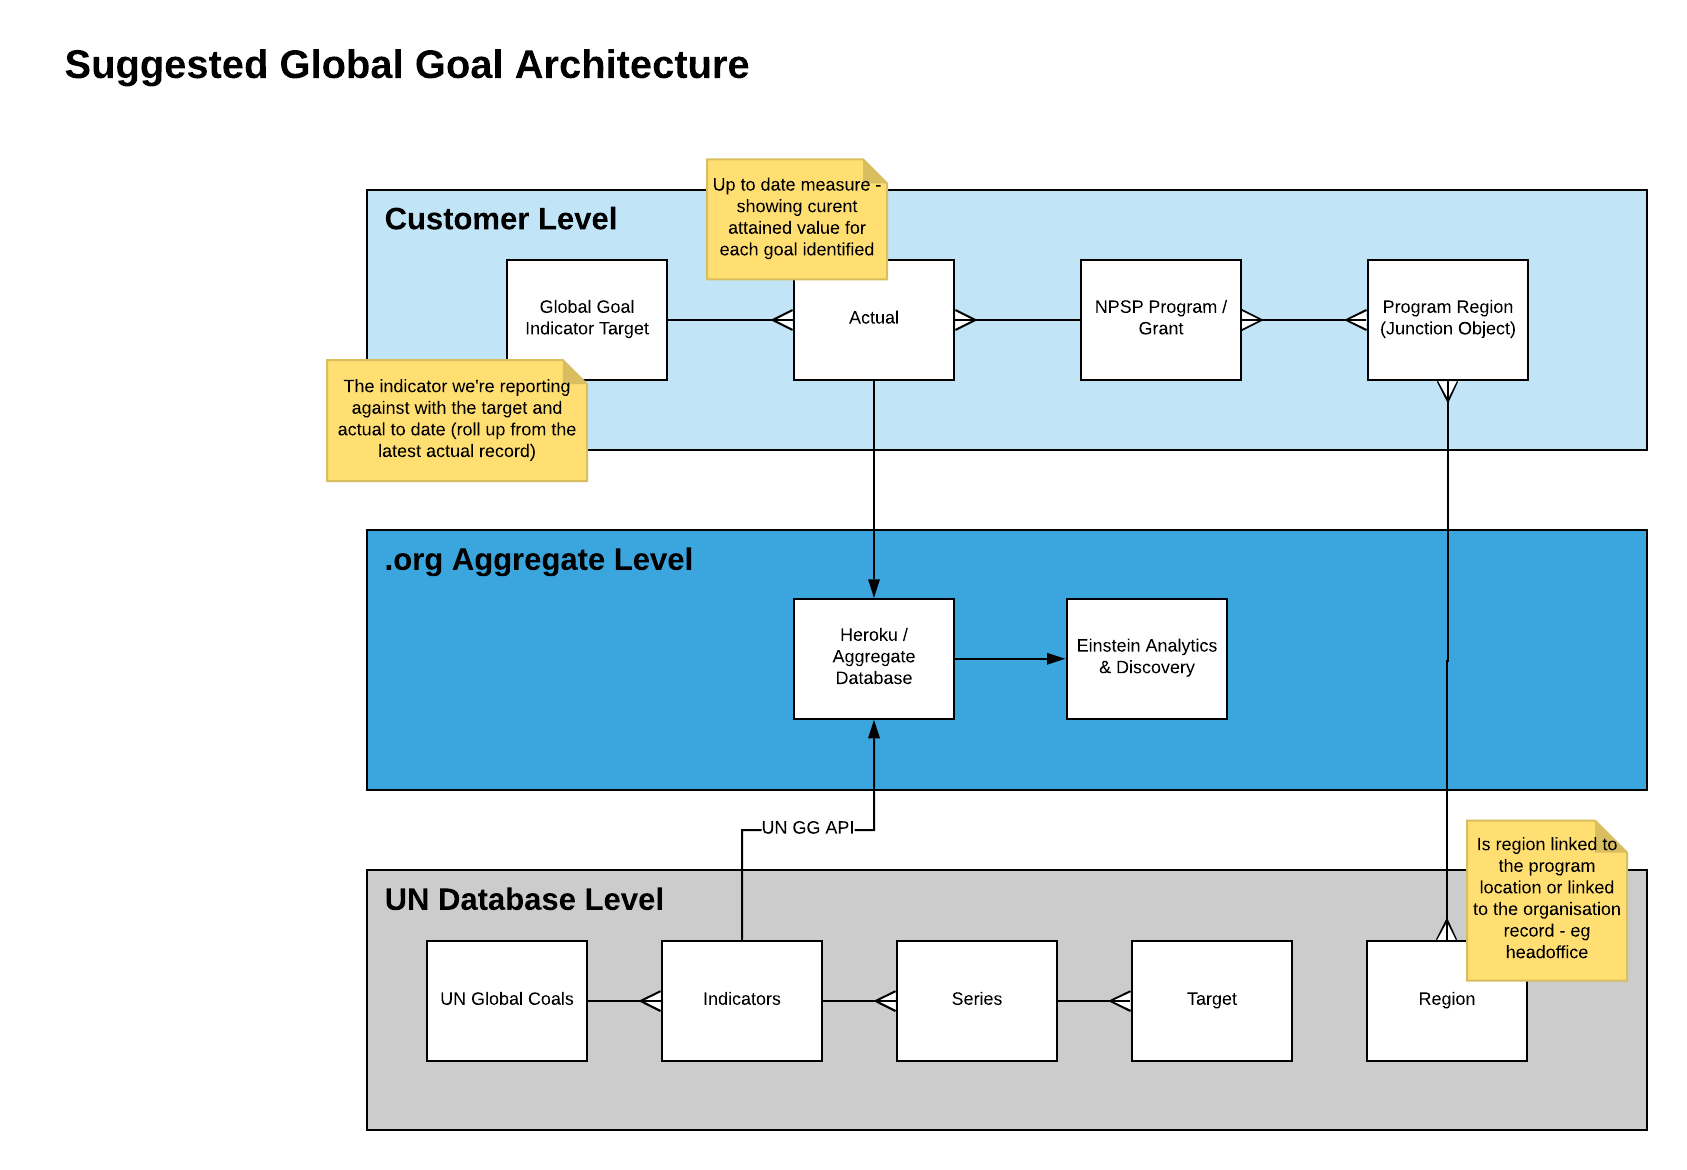 Suggested Global Goal Architecture
Up to date measure -
showing curent
attained value for
each goal identified
Customer Level
Global Goal
Indicator Target
Actual
NPSP Program /
Grant
Program Region
(Junction Object)
The indicator we're reporting
against with the target and
actual to date (roll up from the
latest actual record)
.org Aggregate Level
Heroku /
Aggregate
Database
Einstein Analytics
& Discovery
UN GG API
Is region linked to
the program
location or linked
to the organisation
record - eg
headoffice
UN Database Level
UN Global Coals
Indicators
Series
Target
Region